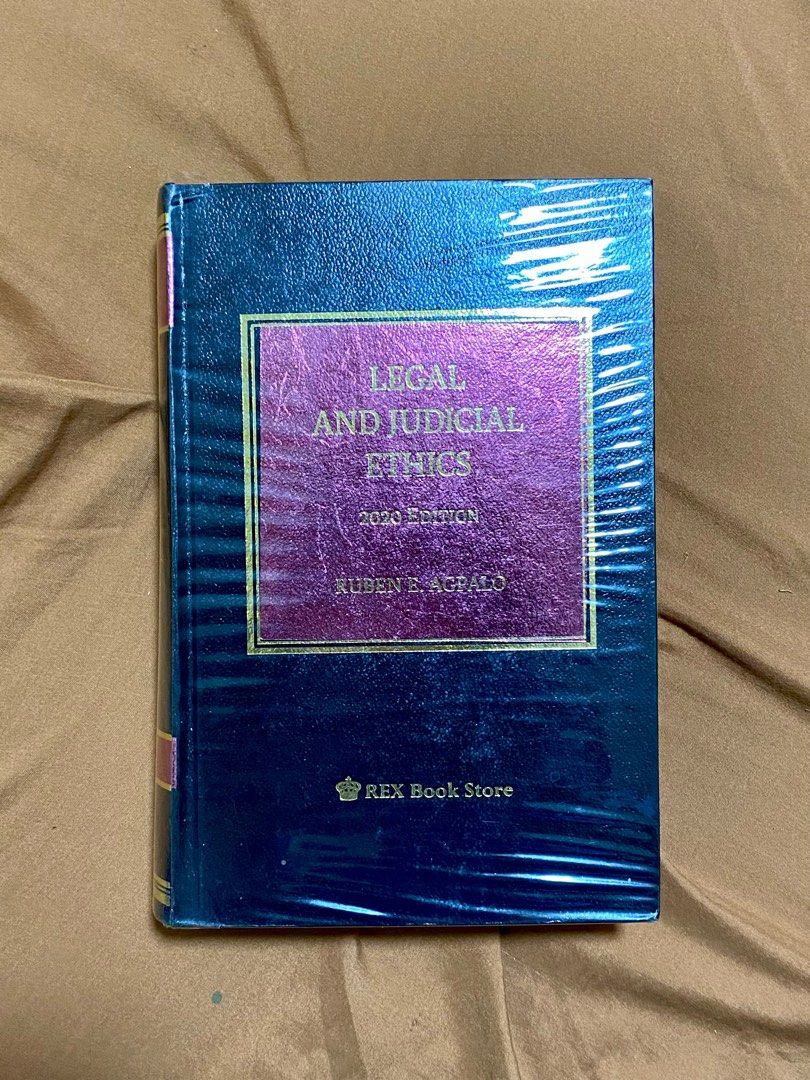 LEGAL
AND JUDICIAL
ETHICS
2020 EDITION
RUBEN E. AGPALO
REX Book Store